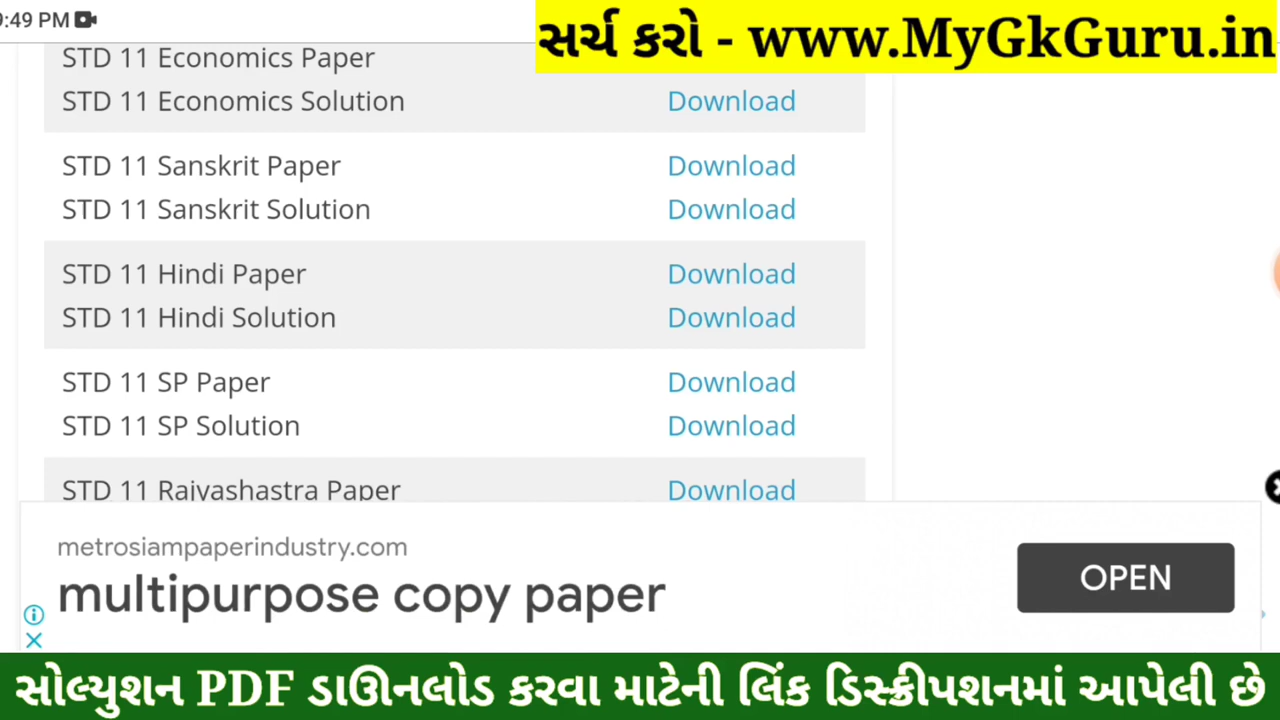 9:49 PM
સર્ચ કરો - www.MyGkGuru.in
STD 11 Economics Paper
STD 11 Economics Solution Download
STD 11 Sanskrit Paper Download
STD 11 Sanskrit Solution Download
STD 11 Hindi Paper Download
STD 11 Hindi Solution Download
STD 11 SP Paper Download
STD 11 SP Solution Download
STD 11 Rajyashastra Paper Download
metrosiampaperindustry.com
multipurpose copy paper
OPEN
સોલ્યુશન PDF ડાઊનલોડ કરવા માટેની લિંક ડિસ્ક્રીપશનમાં આપેલી છે